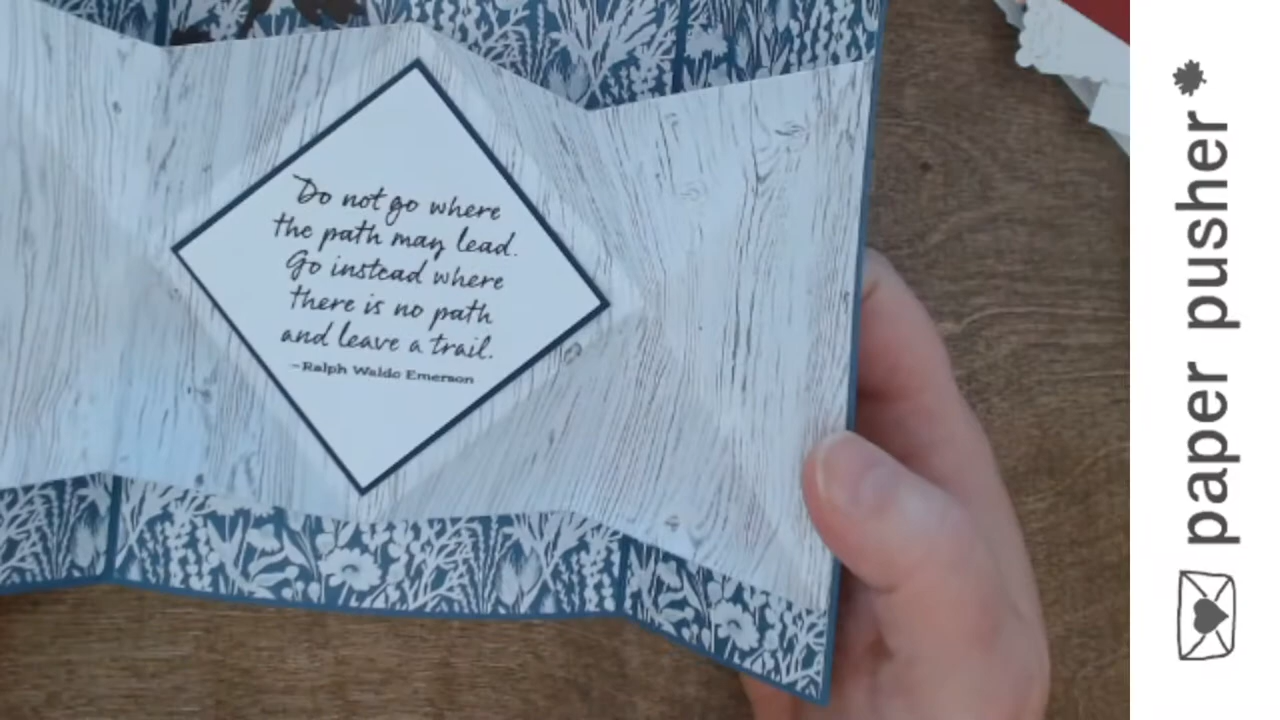 Do not go where
the path may lead.
Go instead where
there is no path
and leave a trail.
-Ralph Waldo Emerson
paper pusher